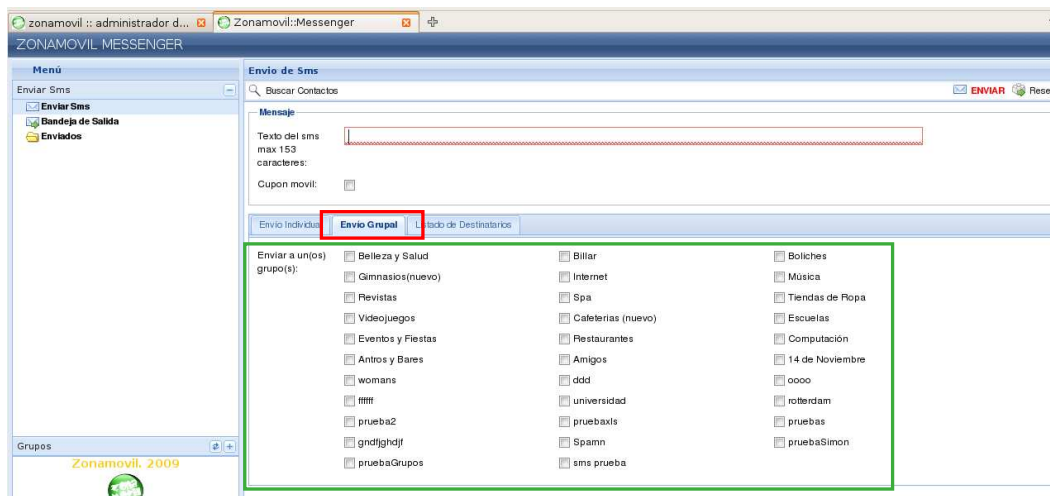 zonamovil :: administrador d... Zonamovil::Messenger
ZONAMOVIL MESSENGER
Menú
Enviar Sms
Enviar Sms
Bandeja de Salida
Enviados
Grupos
Zonamovil. 2009
Envio de Sms
Buscar Contactos ENVIAR Rese
Mensaje
Texto del sms
max 153
caracteres:
Cupon movil:
Envio Individua Envio Grupal Listado de Destinatarios
Enviar a un(os)
grupo(s):
Belleza y Salud Billar Boliches
Gimnasios(nuevo) Internet Música
Revistas Spa Tiendas de Ropa
Videojuegos Cafeterias (nuevo) Escuelas
Eventos y Fiestas Restaurantes Computación
Antros y Bares Amigos 14 de Noviembre
womans ddd oooo
ffffff universidad rotterdam
prueba2 pruebaxls pruebas
gndfjghdjf Spamn pruebaSimon
pruebaGrupos sms prueba